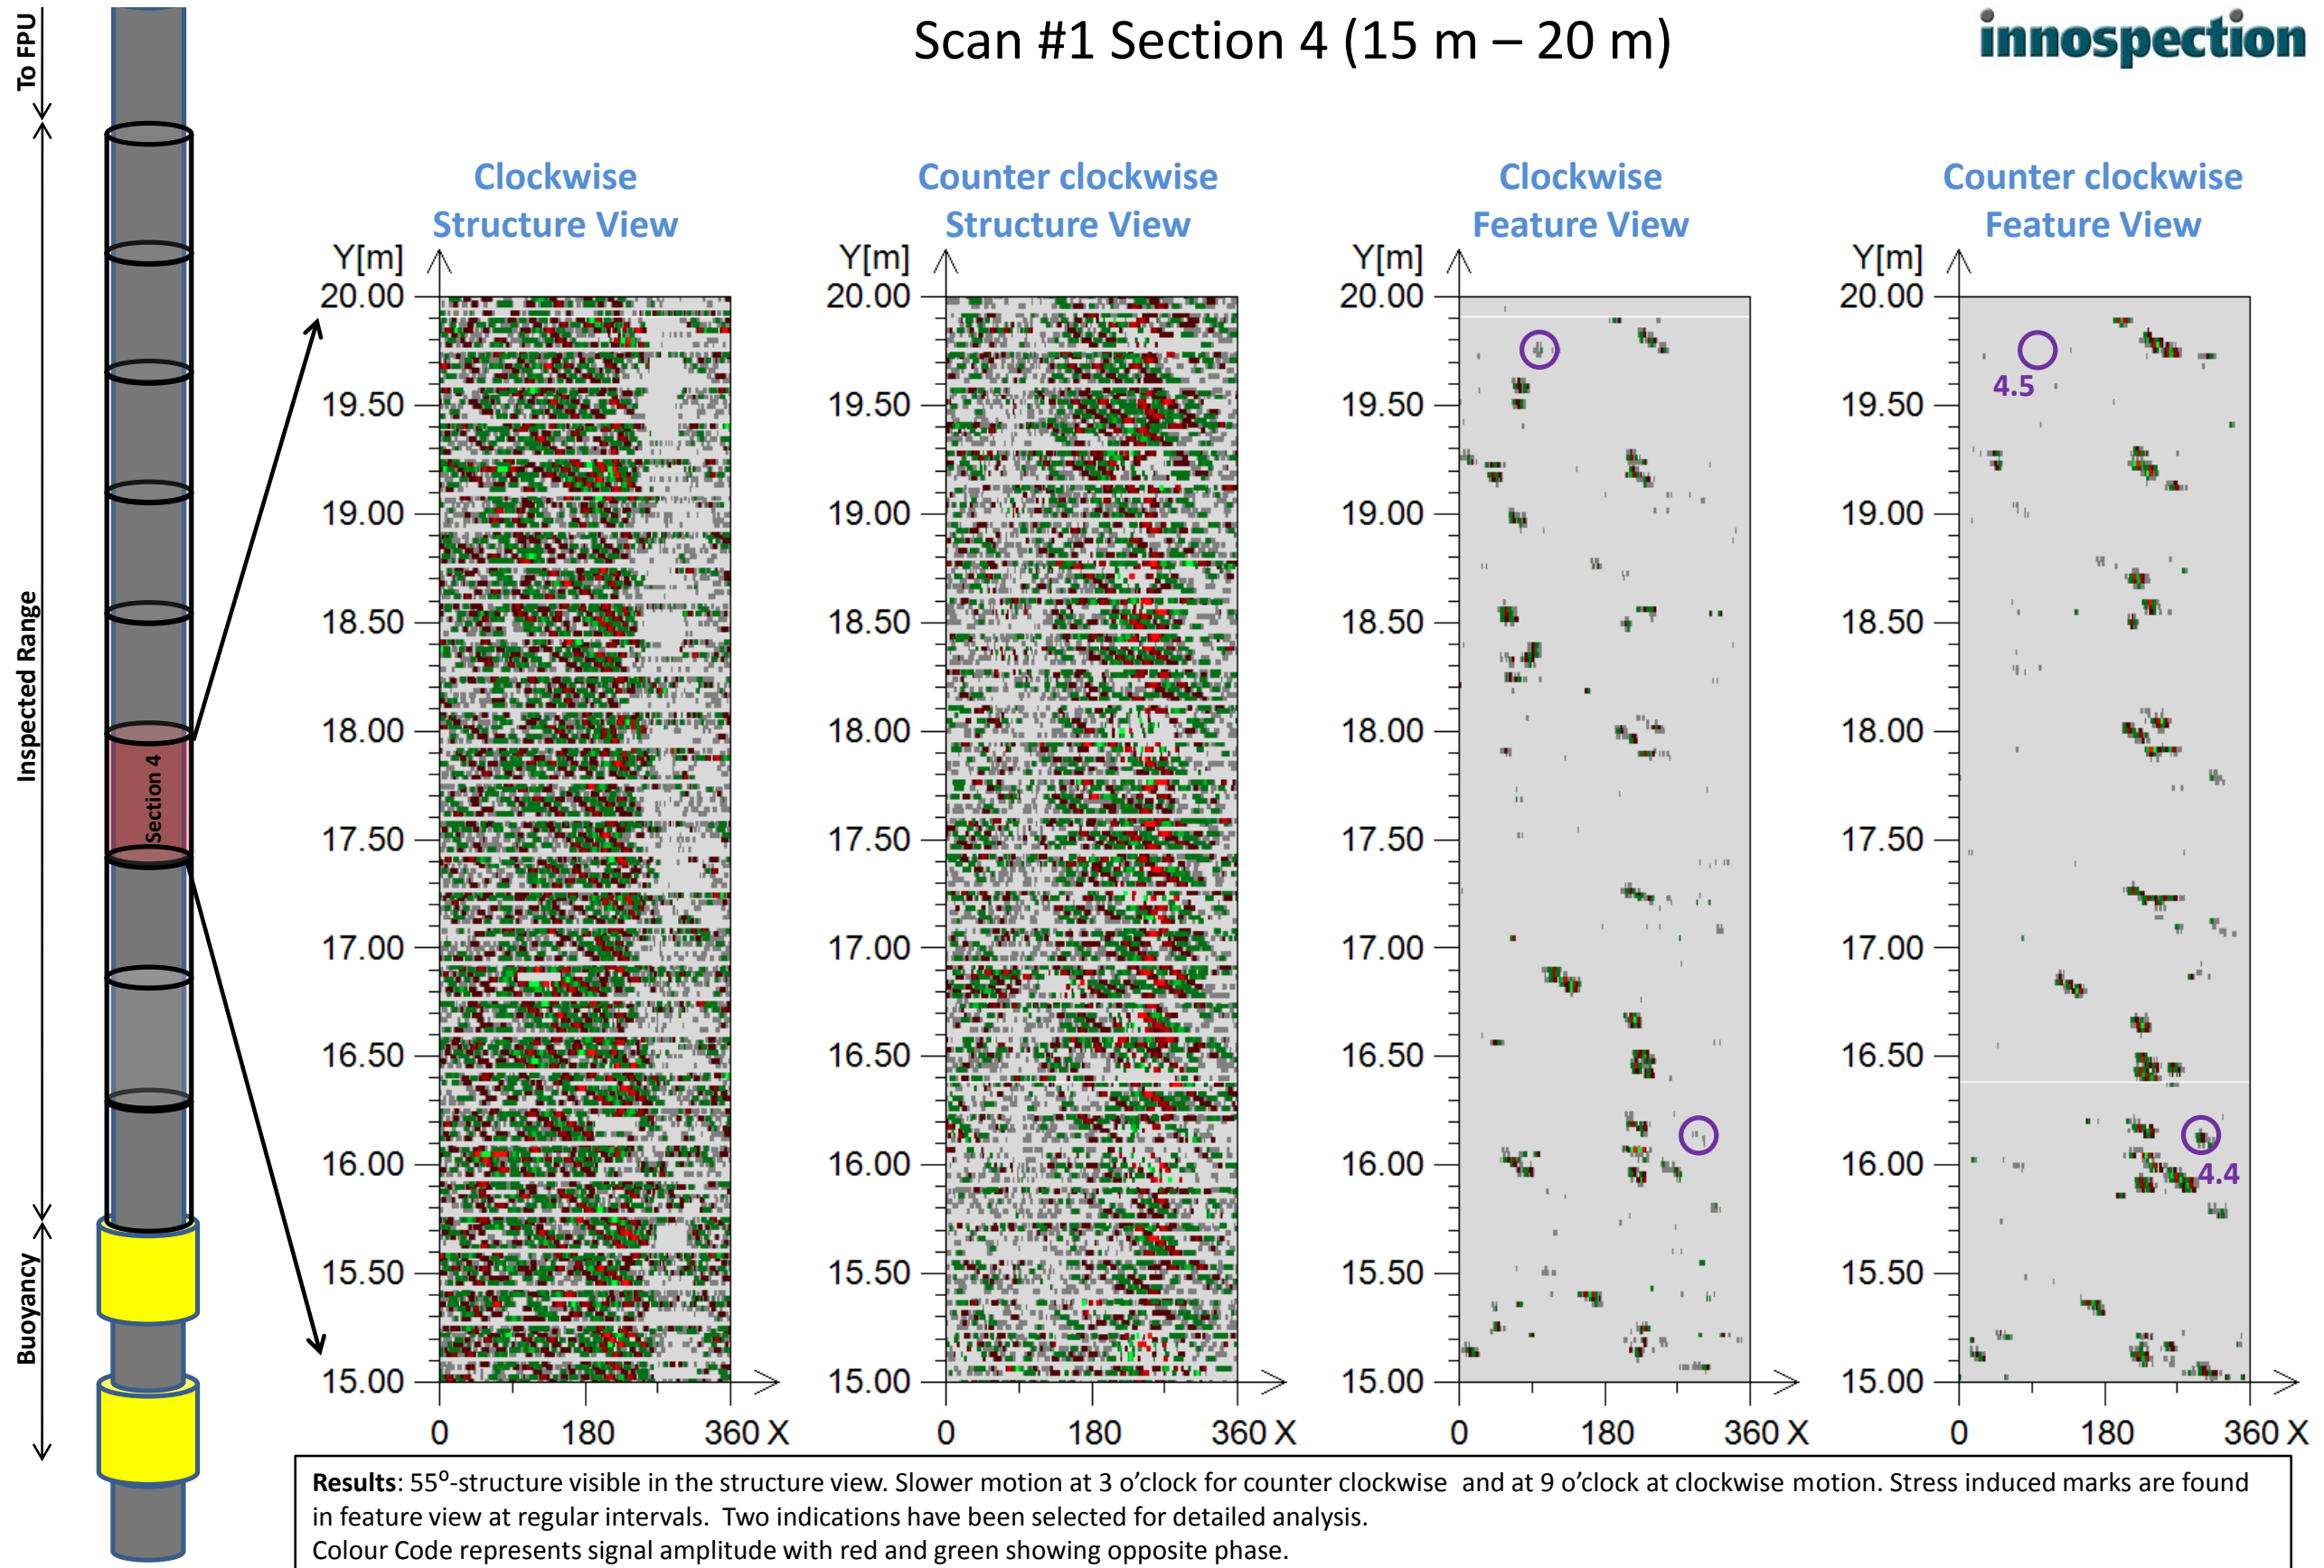 Scan #1 Section 4 (15 m – 20 m)
innospection
To FPU
Inspected Range
Section 4
Buoyancy
Clockwise
Structure View
Y[m]
20.00
19.50
19.00
18.50
18.00
17.50
17.00
16.50
16.00
15.50
15.00
0 180 360 X
Counter clockwise
Structure View
Y[m]
20.00
19.50
19.00
18.50
18.00
17.50
17.00
16.50
16.00
15.50
15.00
0 180 360 X
Clockwise
Feature View
Y[m]
20.00
19.50
19.00
18.50
18.00
17.50
17.00
16.50
16.00
15.50
15.00
0 180 360 X
Counter clockwise
Feature View
Y[m]
20.00
19.50
19.00
18.50
18.00
17.50
17.00
16.50
16.00
15.50
15.00
0 180 360 X
4.5
4.4
Results: 55⁰-structure visible in the structure view. Slower motion at 3 o'clock for counter clockwise and at 9 o'clock at clockwise motion. Stress induced marks are found
in feature view at regular intervals. Two indications have been selected for detailed analysis.
Colour Code represents signal amplitude with red and green showing opposite phase.